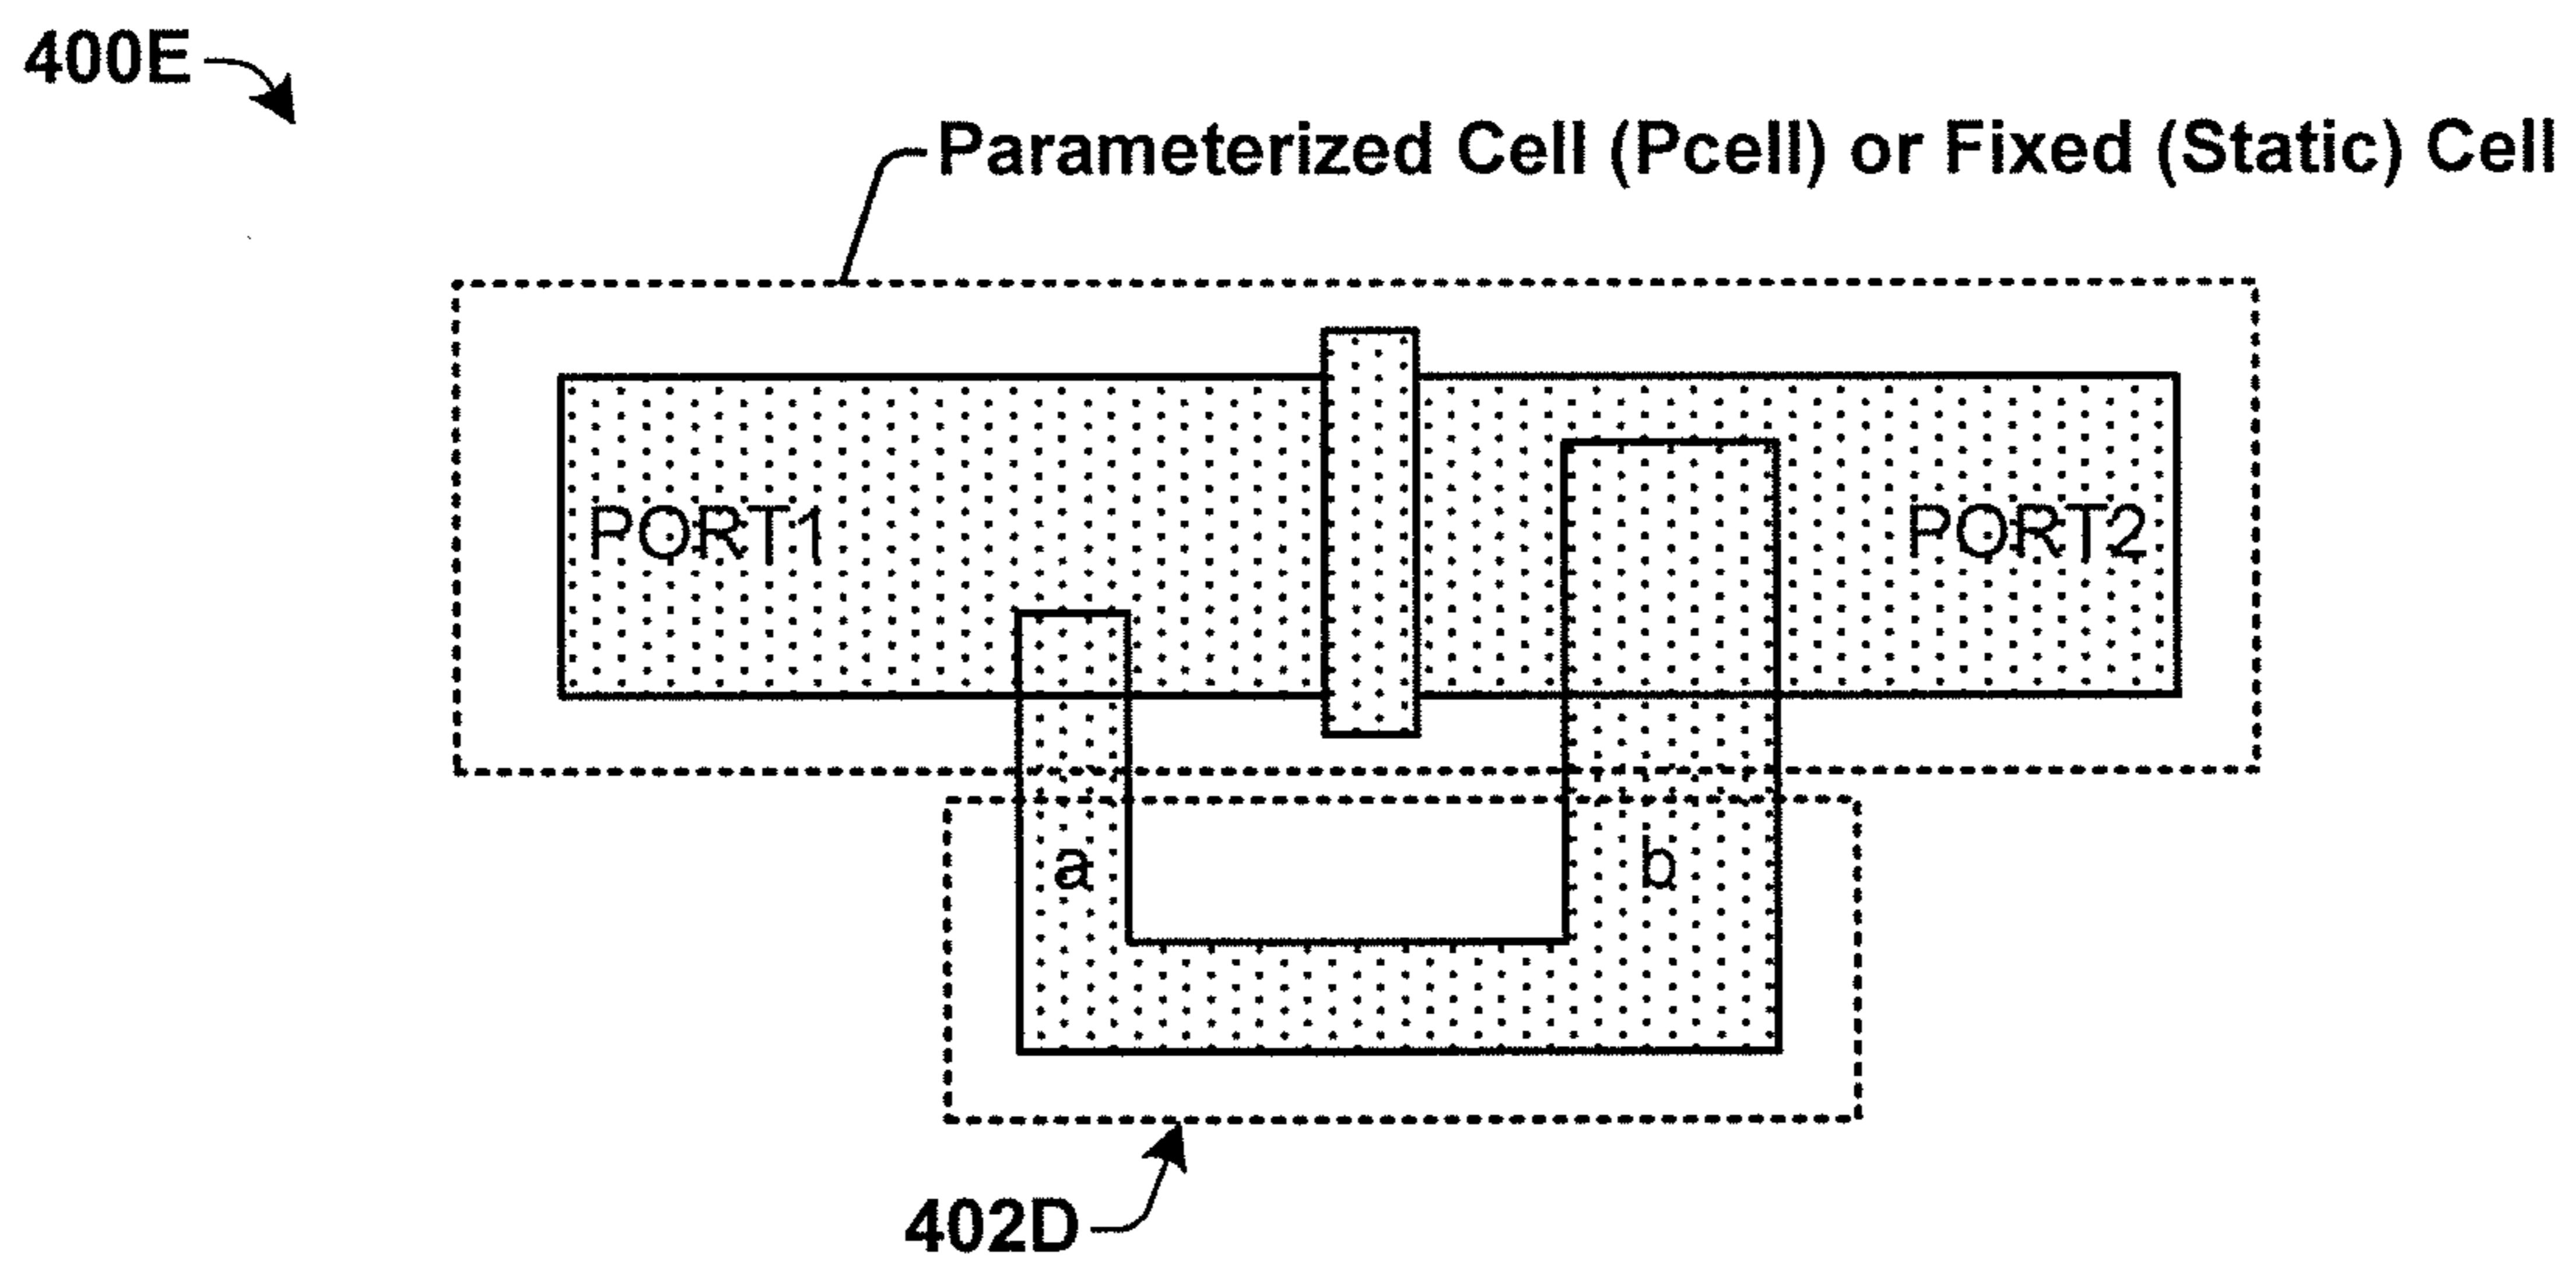 400E
Parameterized Cell (Pcell) or Fixed (Static) Cell
PORT1
PORT2
a
b
402D